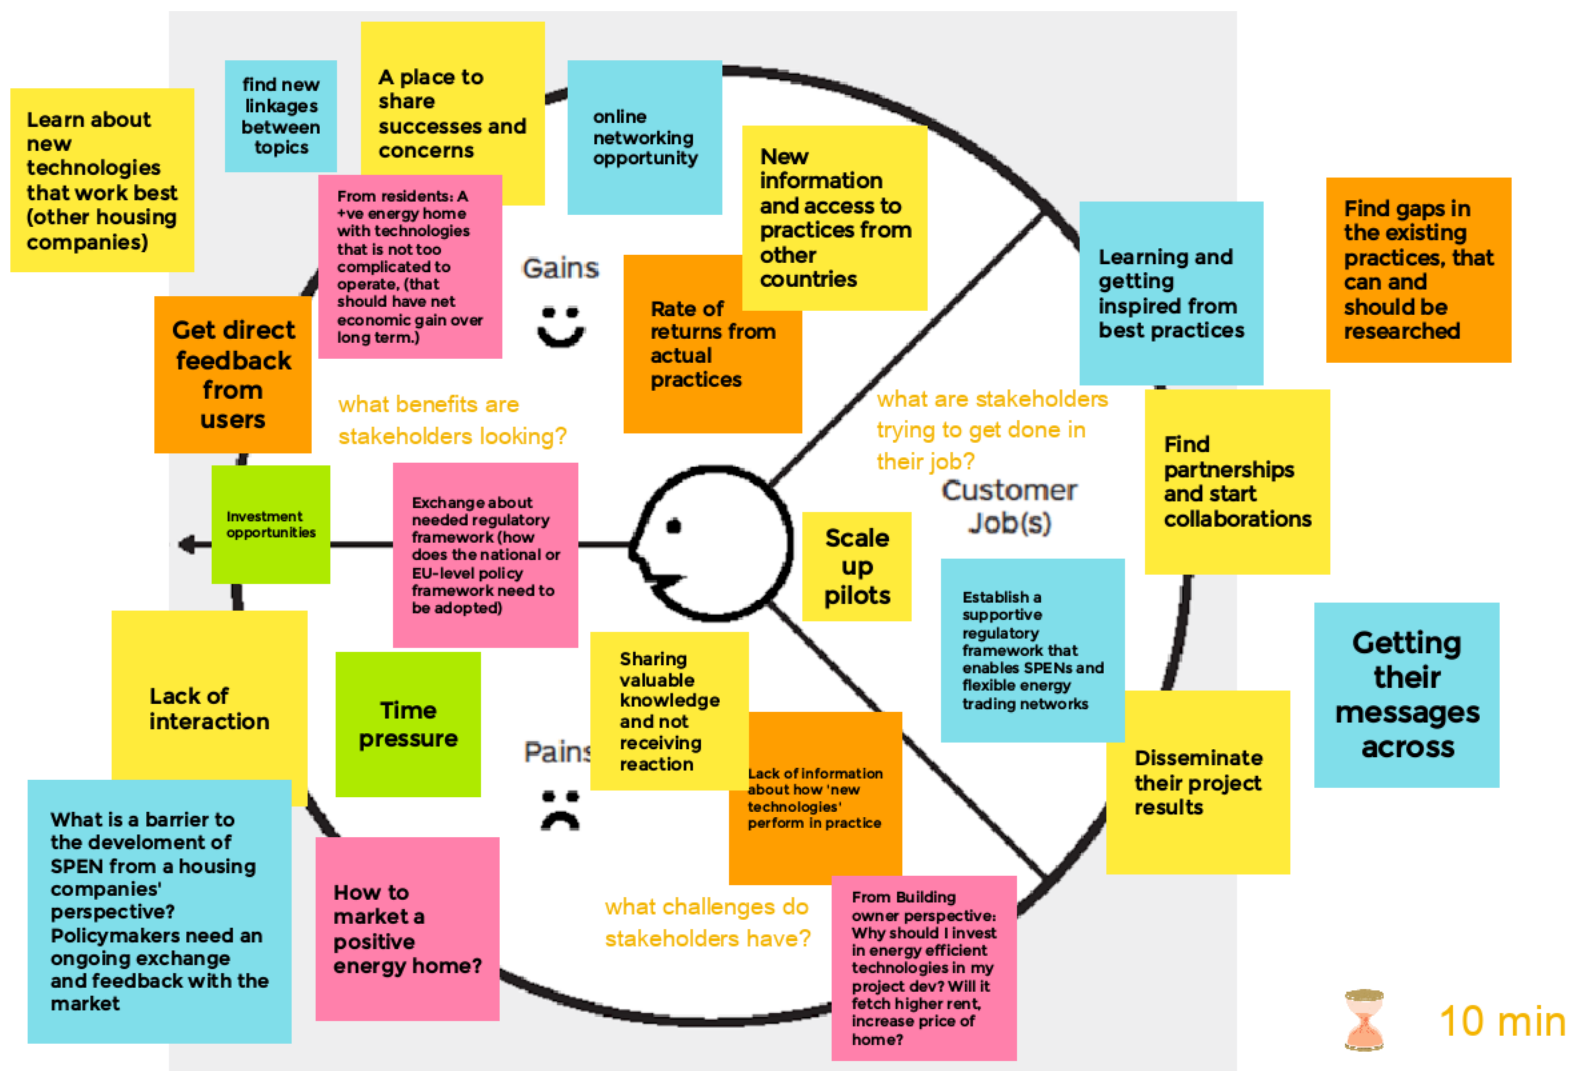 Learn about
new
technologies
that work best
(other housing
companies)
find new
linkages
between
topics
A place to
share
successes and
concerns
online
networking
opportunity
New
information
and access to
practices from
other
countries
From residents: A
+ve energy home
with technologies
that is not too
complicated to
operate, (that
should have net
economic gain over
long term.)
Gains
Rate of
returns from
actual
practices
Get direct
feedback
from
users
what benefits are
stakeholders looking?
Investment
opportunities
Exchange about
needed regulatory
framework (how
does the national or
EU-level policy
framework need to
be adopted)
Learning and
getting
inspired from
best practices
Find gaps in
the existing
practices, that
can and
should be
researched
what are stakeholders
trying to get done in
their job?
Customer
Job(s)
Find
partnerships
and start
collaborations
Scale
up
pilots
Establish a
supportive
regulatory
framework that
enables SPENs and
flexible energy
trading networks
Getting
their
messages
across
Disseminate
their project
results
Lack of
interaction
Time
pressure
Pains
Sharing
valuable
knowledge
and not
receiving
reaction
Lack of information
about how 'new
technologies'
perform in practice
What is a barrier to
the develoment of
SPEN from a housing
companies'
perspective?
Policymakers need an
ongoing exchange
and feedback with the
market
How to
market a
positive
energy home?
what challenges do
stakeholders have?
From Building
owner perspective:
Why should I invest
in energy efficient
technologies in my
project dev? Will it
fetch higher rent,
increase price of
home?
10 min